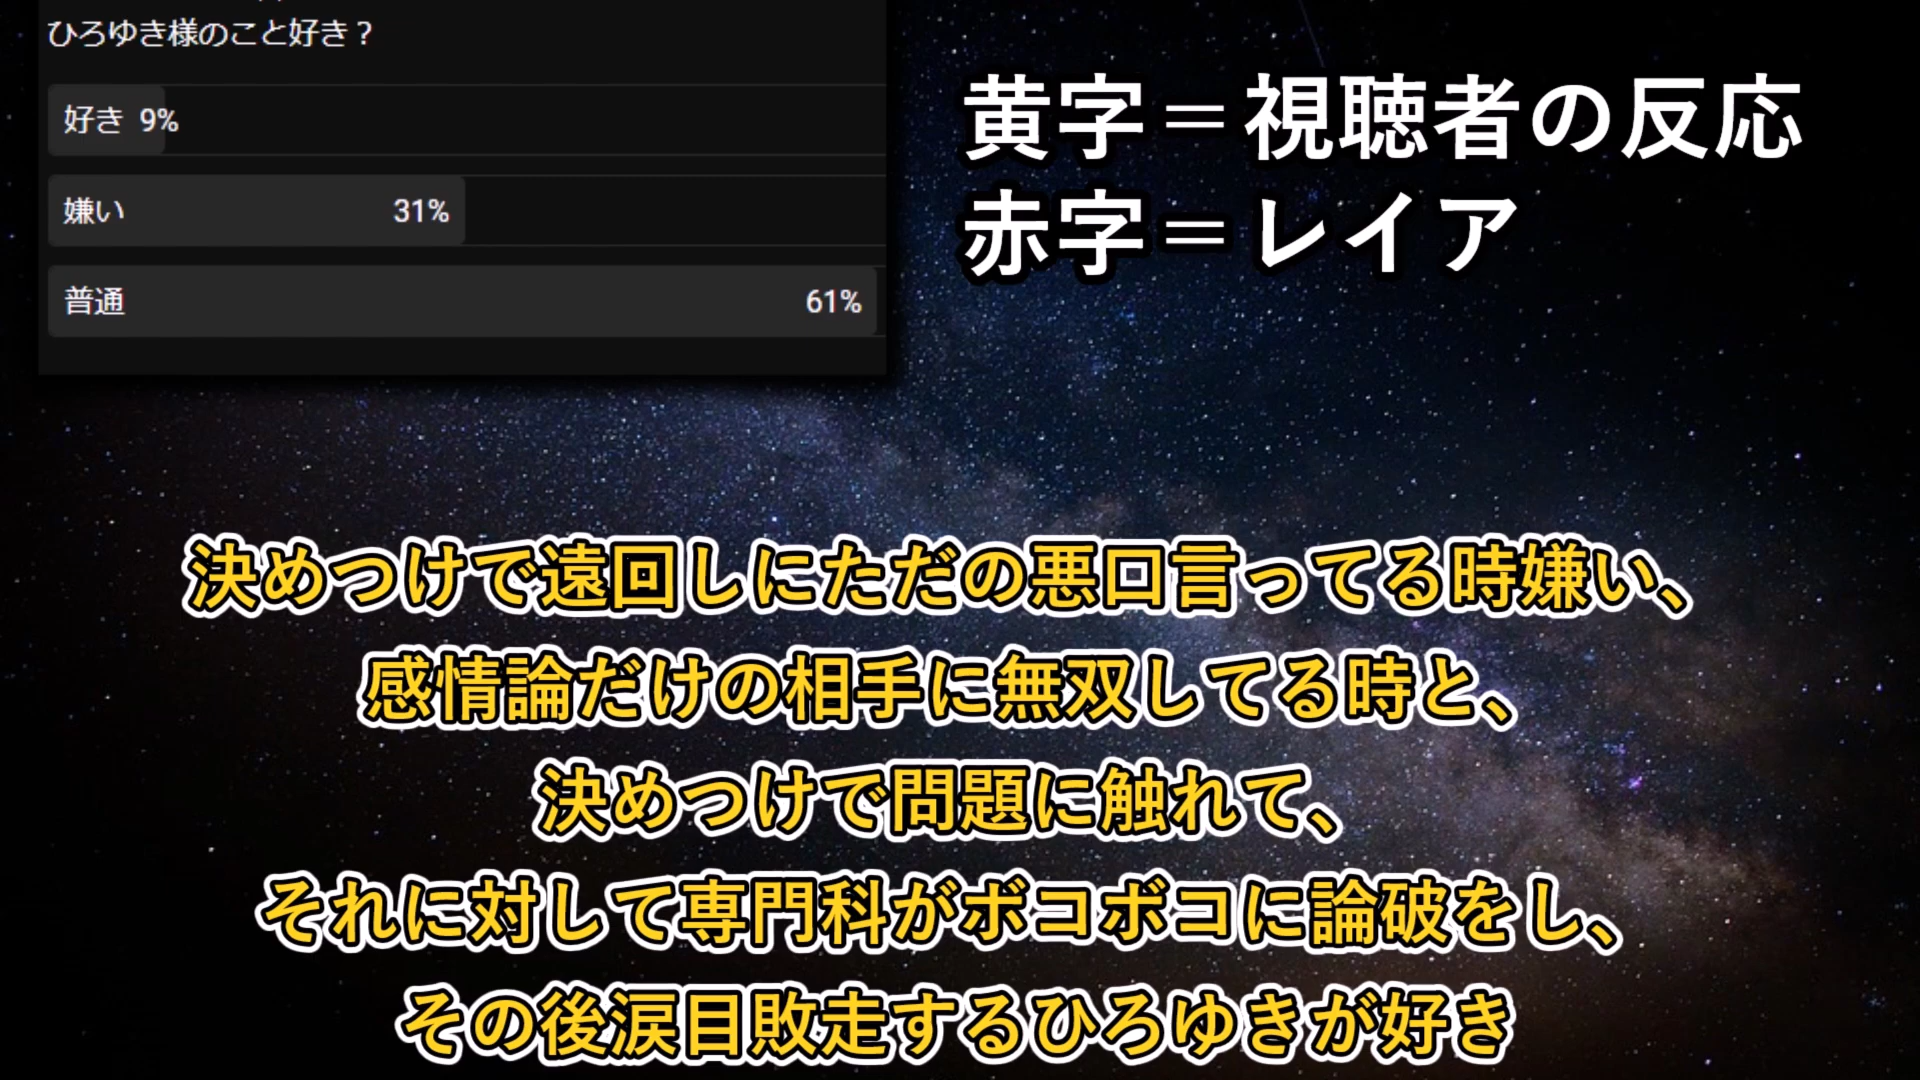 ひろゆき様のこと好き？
好き 9%
嫌い 31%
普通 61%
黄字＝視聴者の反応
赤字＝レイア
決めつけで遠回しにただの悪口言ってる時嫌い、
感情論だけの相手に無双してる時と、
決めつけで問題に触れて、
それに対して専門科がボコボコに論破をし、
その後涙目敗走するひろゆきが好き